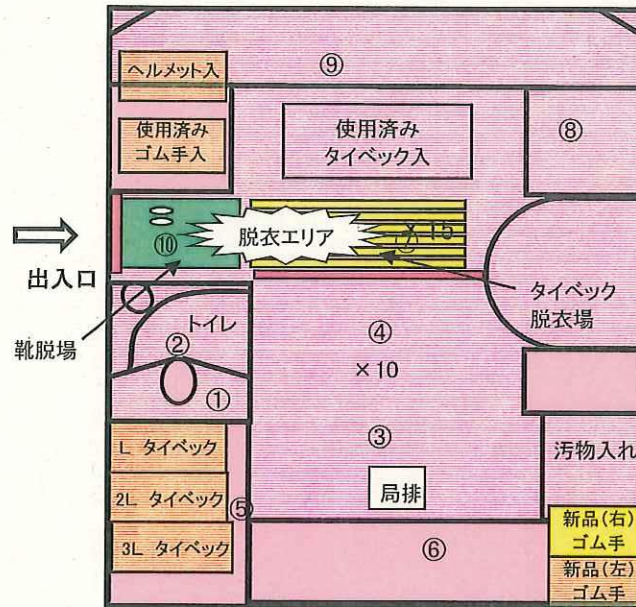 ⑨
ヘルメット入
使用済み
ゴム手入
使用済み
タイベック入
⑧
出入口
⑩
脱衣エリア
× 15
タイベック
脱衣場
靴脱場
トイレ
②
①
④
×10
③
局排
L タイベック
2L タイベック
3L タイベック
⑤
⑥
汚物入れ
新品(右)
ゴム手
新品(左)
ゴム手